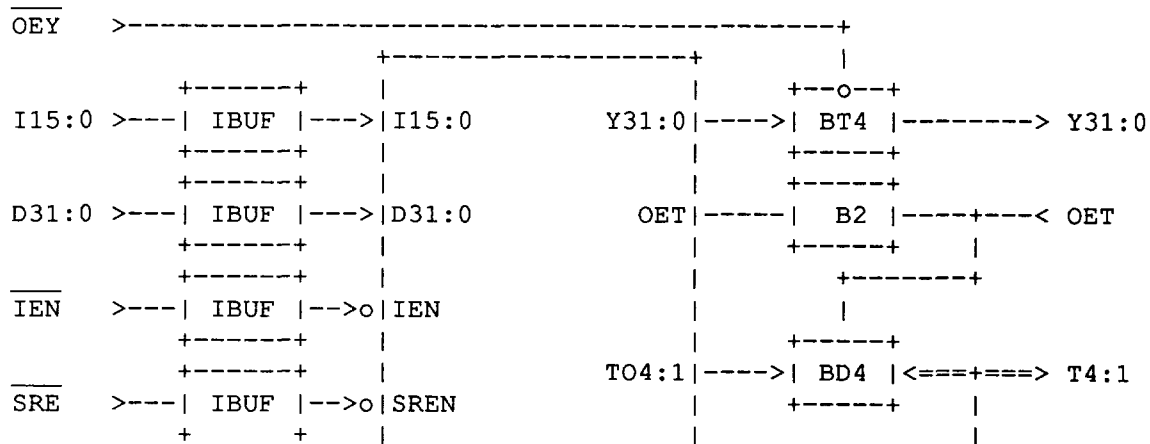 OEY >
I15:0 >---| IBUF |--->| I15:0 Y31:0 |---->| BT4 |--------> Y31:0
D31:0 >---| IBUF |--->| D31:0 OET |-----| B2 |----+---< OET
IEN >---| IBUF |-->o| IEN
TO4:1 |---->| BD4 |<===+===> T4:1
SRE >---| IBUF |-->o| SREN